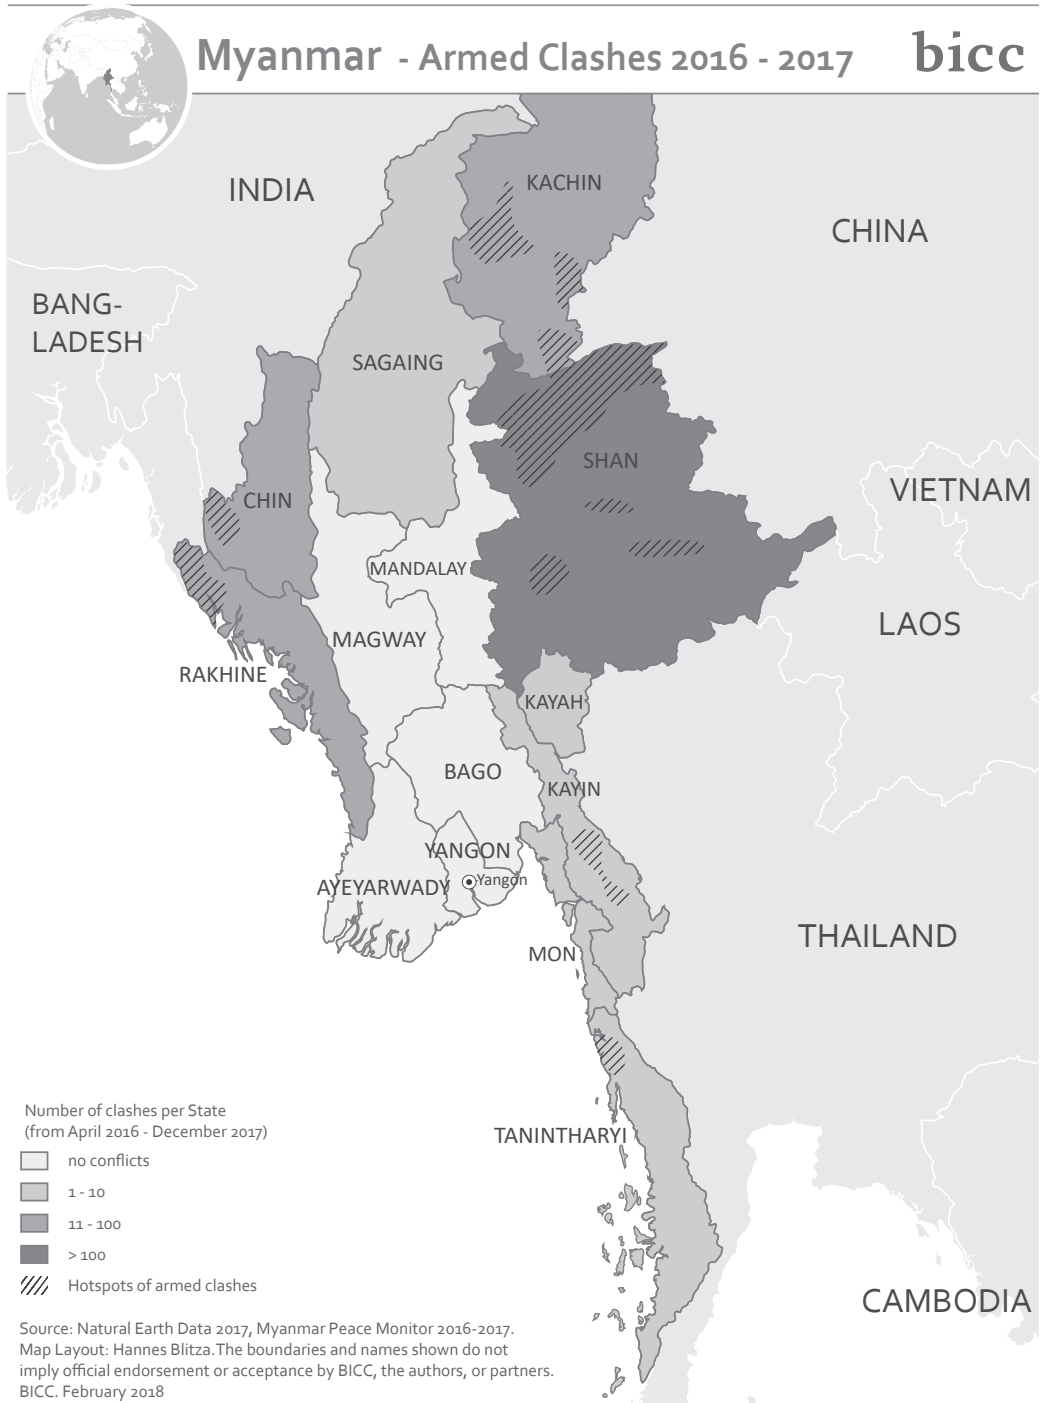 Myanmar - Armed Clashes 2016 - 2017
bicc
INDIA
KACHIN
CHINA
BANG-
LADESH
SAGAING
SHAN
CHIN
VIETNAM
MANDALAY
LAOS
MAGWAY
RAKHINE
KAYAH
BAGO
KAYIN
YANGON
Yangon
AYEYARWADY
THAILAND
MON
Number of clashes per State
(from April 2016 - December 2017)
TANINTHARYI
no conflicts
1 - 10
11 - 100
> 100
Hotspots of armed clashes
CAMBODIA
Source: Natural Earth Data 2017, Myanmar Peace Monitor 2016-2017.
Map Layout: Hannes Blitza.The boundaries and names shown do not
imply official endorsement or acceptance by BICC, the authors, or partners.
BICC. February 2018